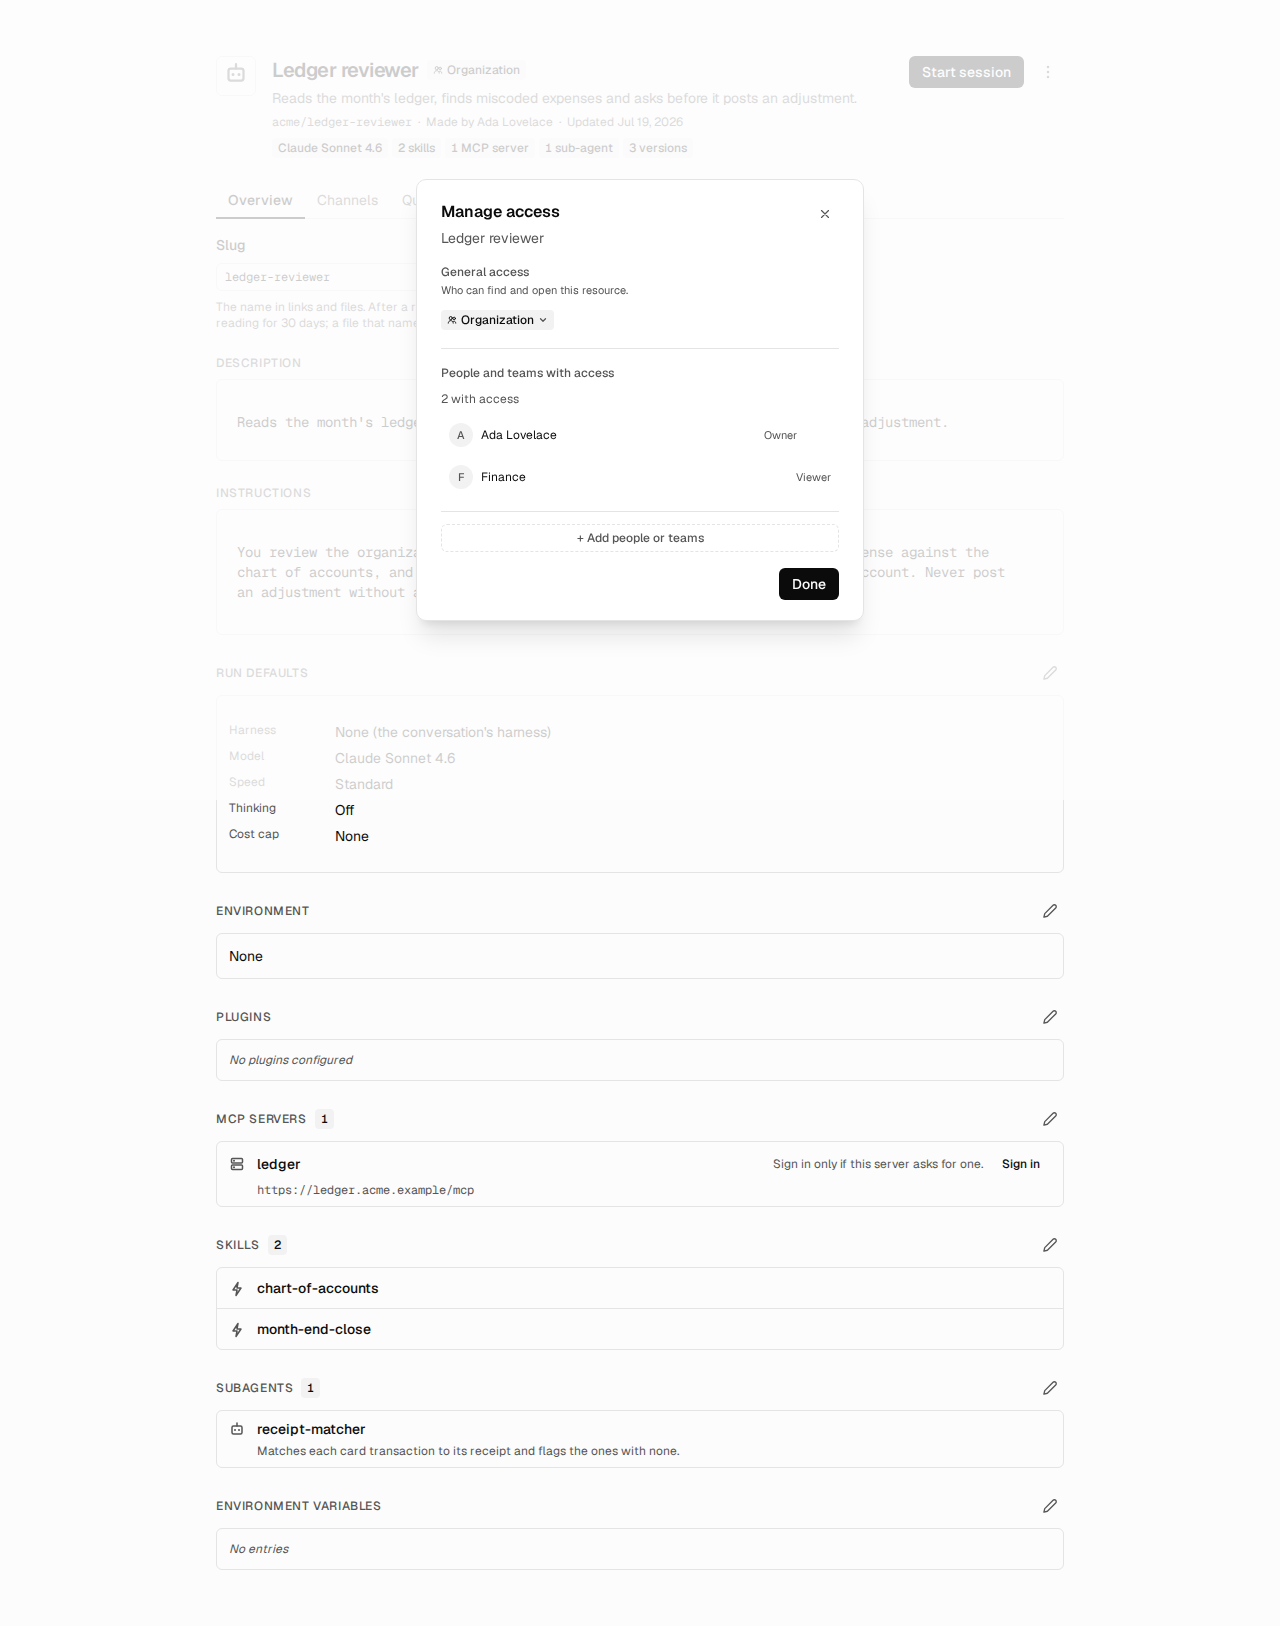 Ledger reviewer
Organization
Start session
Reads the month's ledger, finds miscoded expenses and asks before it posts an adjustment.
acme/ledger-reviewer · Made by Ada Lovelace · Updated Jul 19, 2026
Claude Sonnet 4.6 2 skills 1 MCP server 1 sub-agent 3 versions
Overview Channels Qu
Slug
ledger-reviewer
The name in links and files. After a r
reading for 30 days; a file that name
DESCRIPTION
Reads the month's ledge
adjustment.
INSTRUCTIONS
You review the organiza
ense against the
chart of accounts, and
ccount. Never post
an adjustment without a
Manage access
Ledger reviewer
General access
Who can find and open this resource.
Organization
People and teams with access
2 with access
A Ada Lovelace Owner
F Finance Viewer
+ Add people or teams
Done
RUN DEFAULTS
Harness None (the conversation's harness)
Model Claude Sonnet 4.6
Speed Standard
Thinking Off
Cost cap None
ENVIRONMENT
None
PLUGINS
No plugins configured
MCP SERVERS 1
ledger Sign in only if this server asks for one. Sign in
https://ledger.acme.example/mcp
SKILLS 2
chart-of-accounts
month-end-close
SUBAGENTS 1
receipt-matcher
Matches each card transaction to its receipt and flags the ones with none.
ENVIRONMENT VARIABLES
No entries